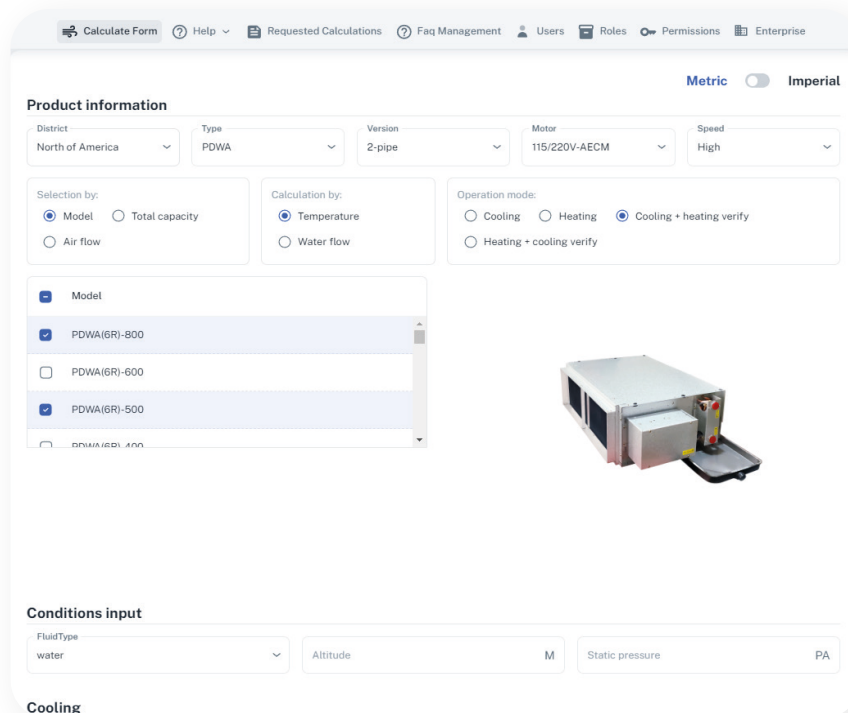 Calculate Form Help Requested Calculations Faq Management Users Roles Permissions Enterprise
Metric Imperial
Product information
District Type Version Motor Speed
North of America PDWA 2-pipe 115/220V-AECM High
Selection by: Calculation by: Operation mode:
Model Total capacity Temperature Cooling Heating Cooling + heating verify
Air flow Water flow Heating + cooling verify
Model
PDWA(6R)-800
PDWA(6R)-600
PDWA(6R)-500
PDWA(6R)-400
Conditions input
FluidType
water Altitude M Static pressure PA
Cooling